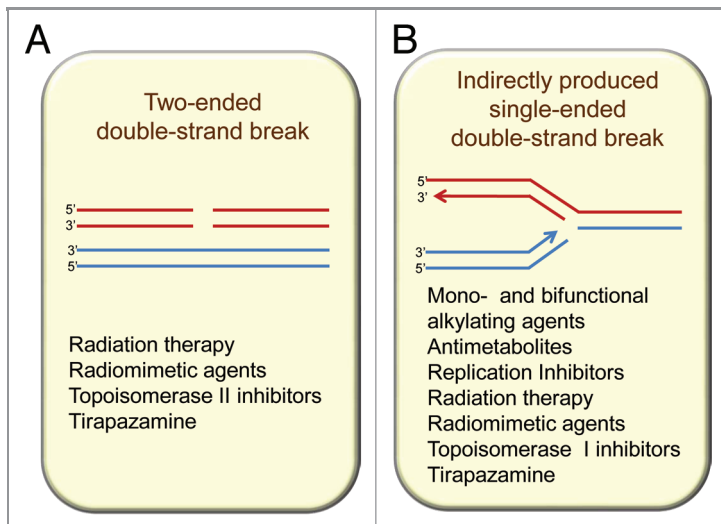 A
Two-ended
double-strand break
5'
3'
3'
5'
Radiation therapy
Radiomimetic agents
Topoisomerase II inhibitors
Tirapazamine
B
Indirectly produced
single-ended
double-strand break
5'
3'
3'
5'
Mono- and bifunctional
alkylating agents
Antimetabolites
Replication Inhibitors
Radiation therapy
Radiomimetic agents
Topoisomerase I inhibitors
Tirapazamine